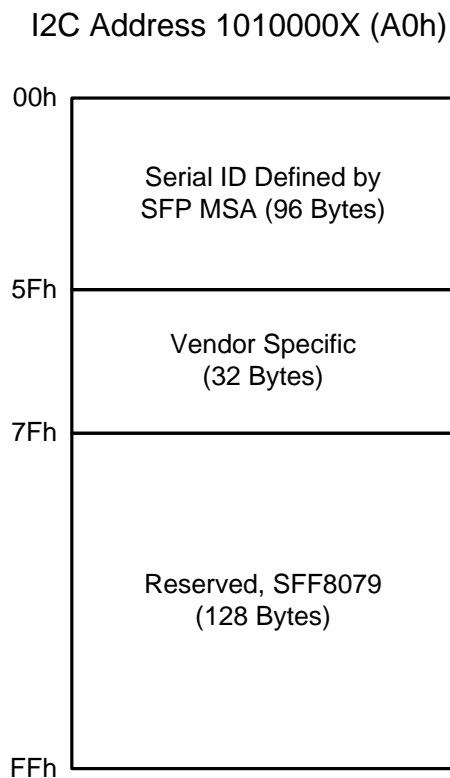 I2C Address 1010000X (A0h)
00h
Serial ID Defined by
SFP MSA (96 Bytes)
5Fh
Vendor Specific
(32 Bytes)
7Fh
Reserved, SFF8079
(128 Bytes)
FFh